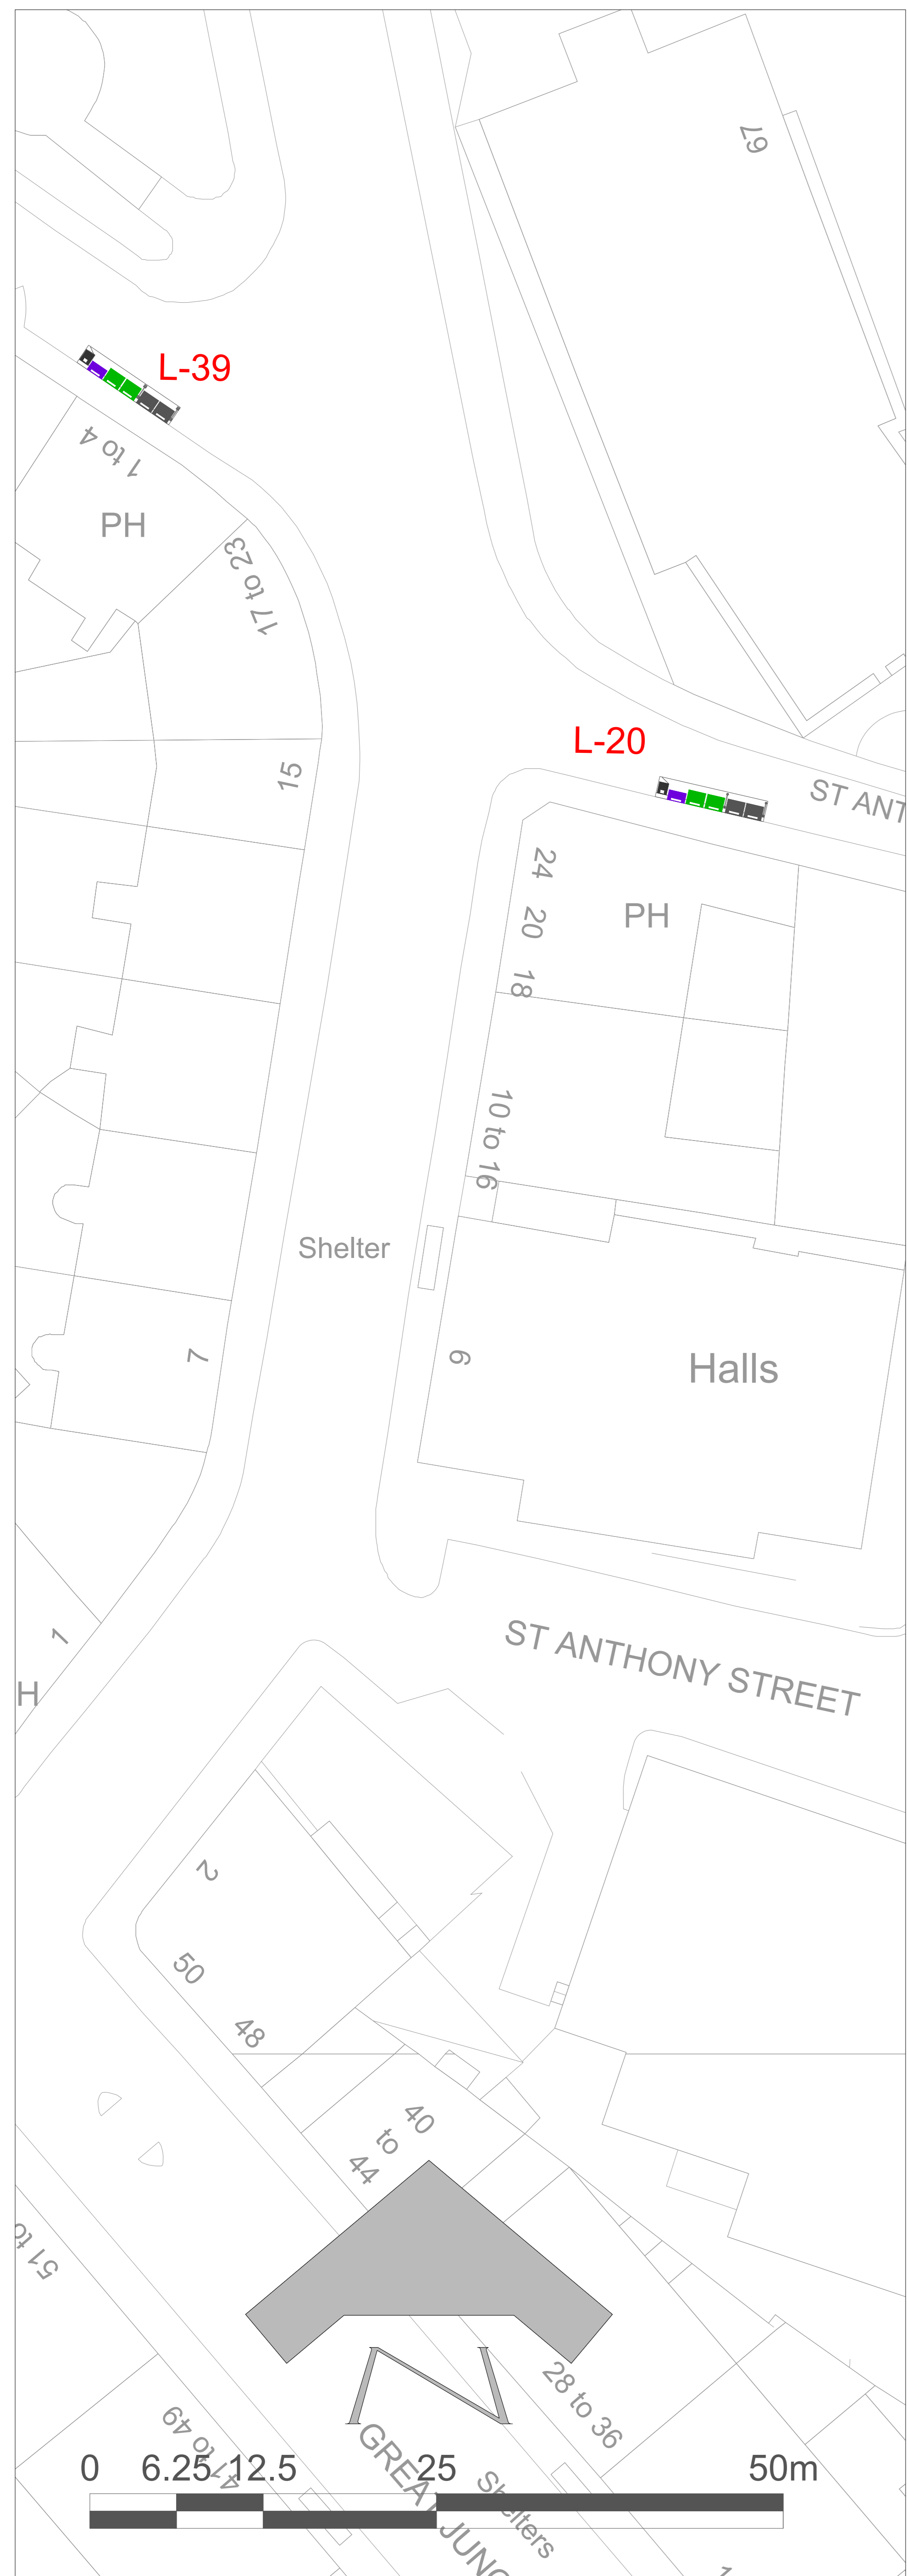 67
L-39
1 to 4
PH
17 to 23
15
L-20
ST ANT
24
20
PH
18
10 to 16
Shelter
7
6
Halls
1
H
ST ANTHONY STREET
2
50
48
40
to
44
51 to
28 to 36
41 to 49
GREAT JUNC
Shelters
0 6.25 12.5 25 50m
1
N